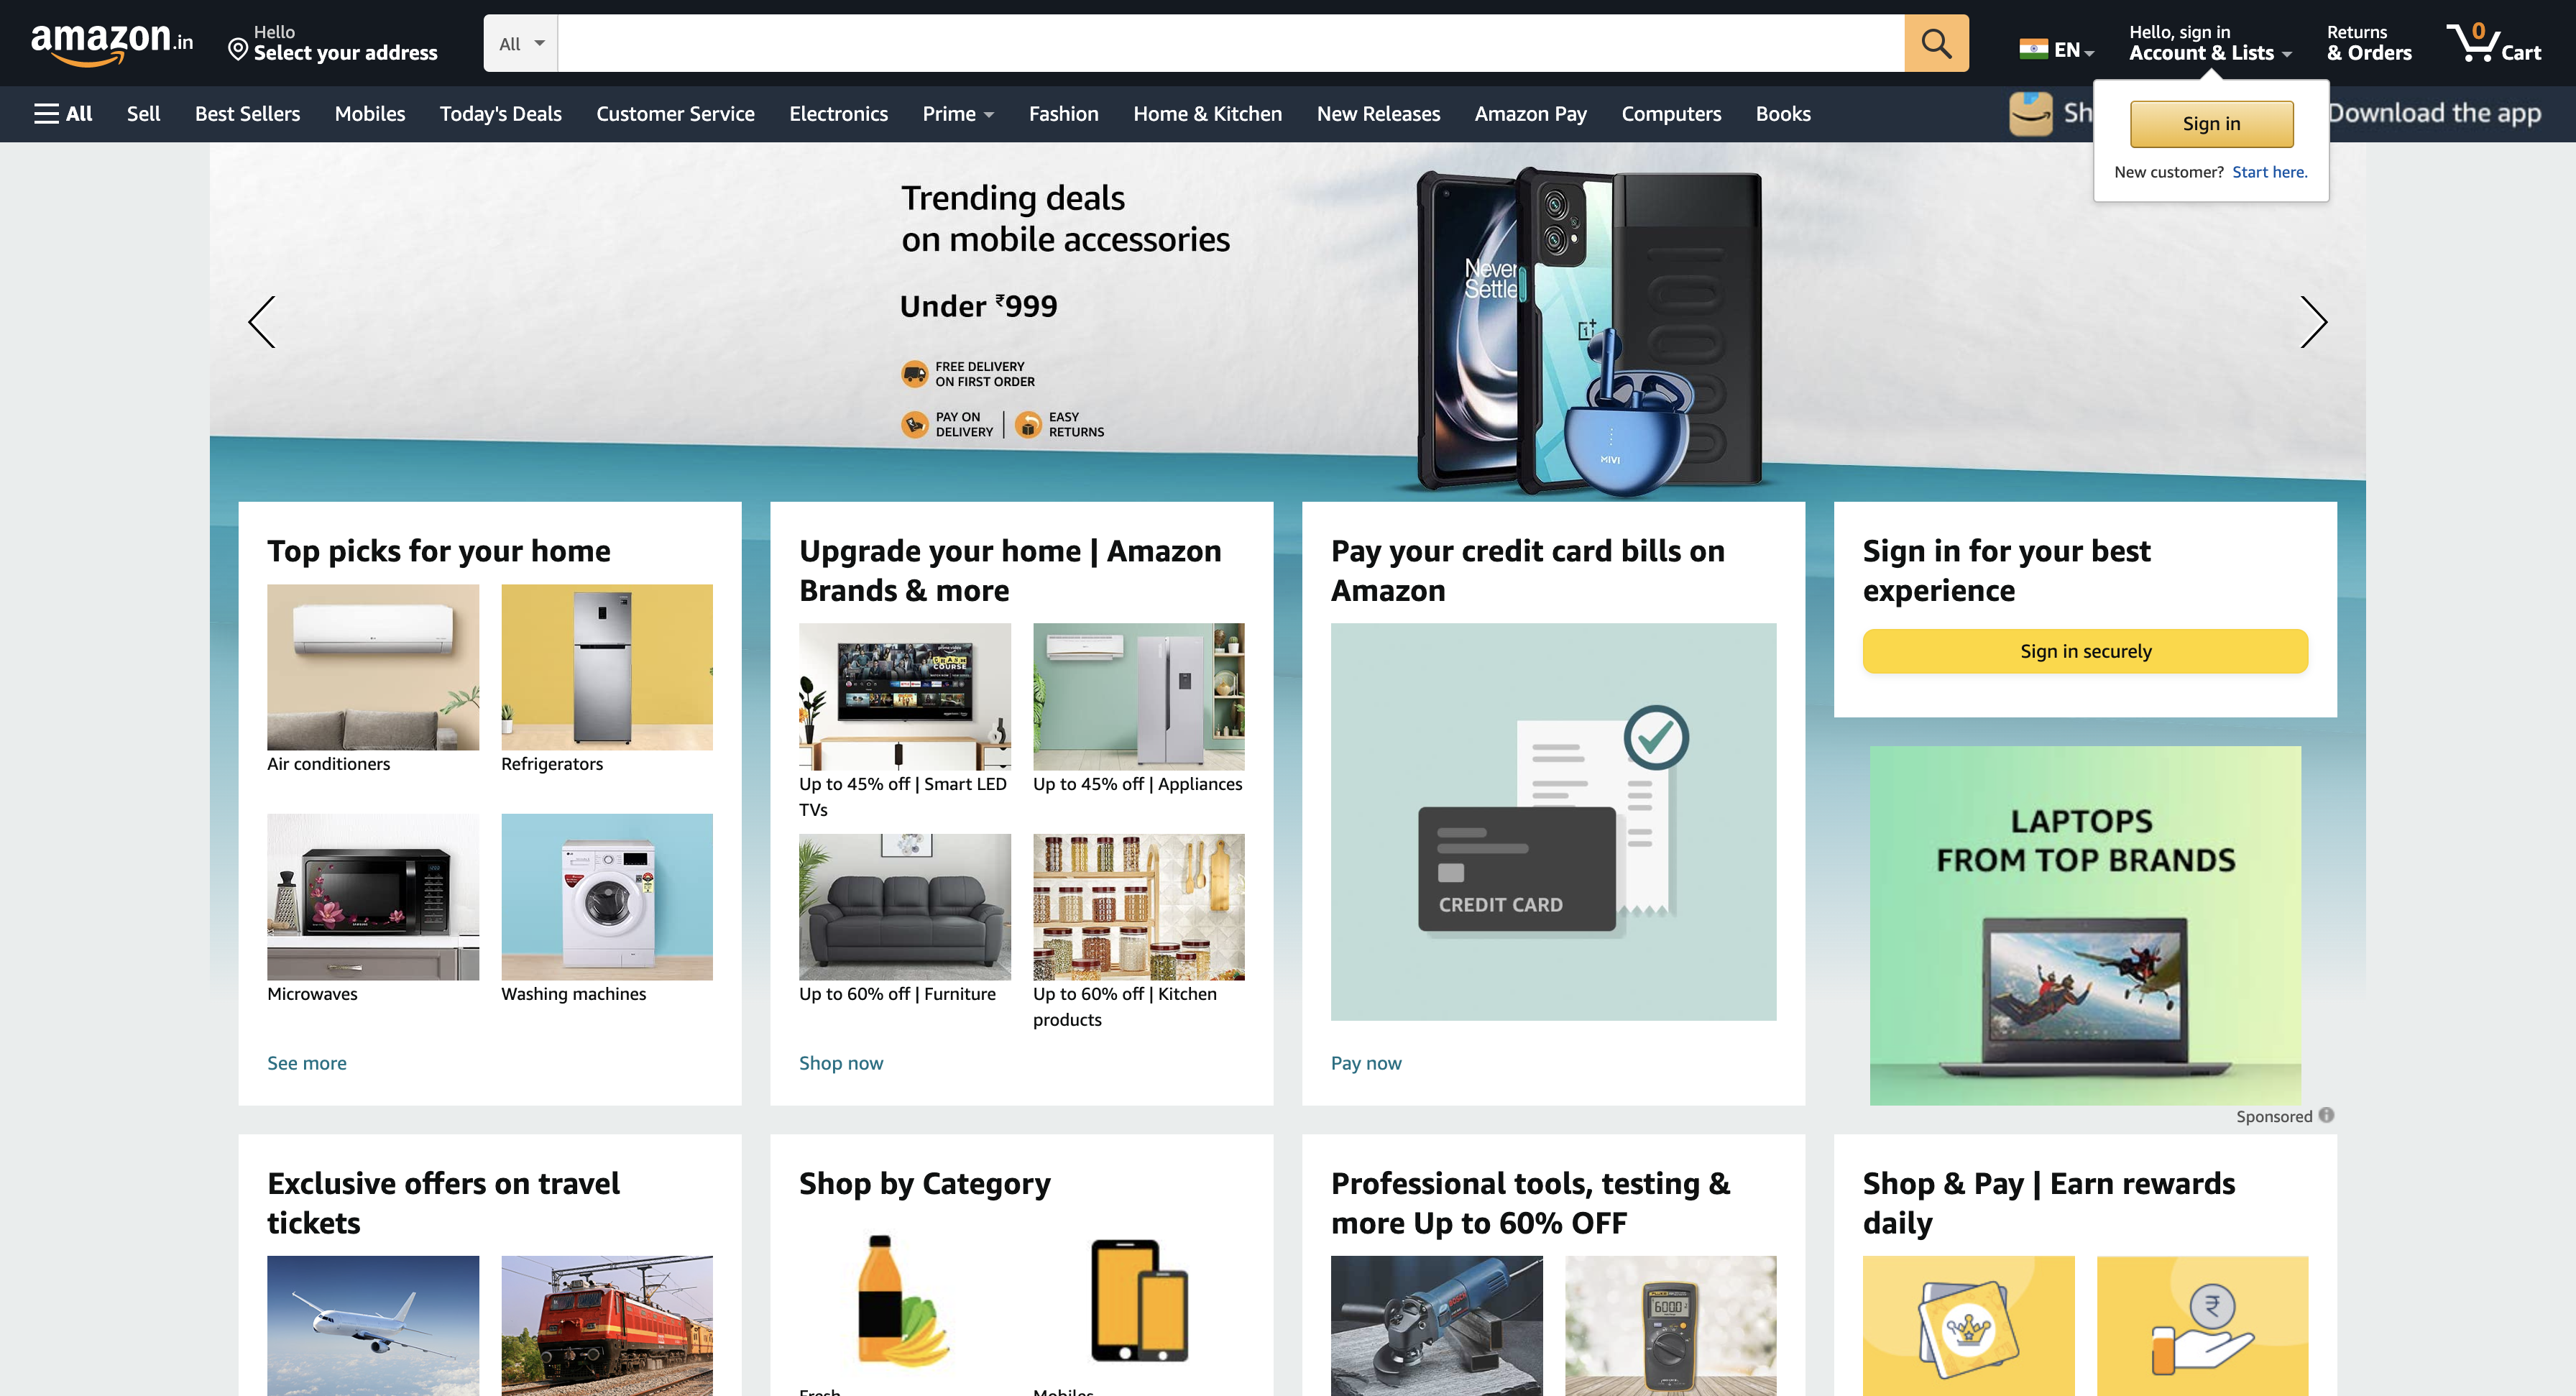 amazon.in
Hello
Select your address
All
EN
Hello, sign in
Account & Lists
Returns
& Orders
0
Cart
All
Sell
Best Sellers
Mobiles
Today's Deals
Customer Service
Electronics
Prime
Fashion
Home & Kitchen
New Releases
Amazon Pay
Computers
Books
Sh
Download the app
Sign in
New customer? Start here.
Trending deals
on mobile accessories
Under ₹999
FREE DELIVERY
ON FIRST ORDER
PAY ON
DELIVERY
EASY
RETURNS
Never
Settle
MIVI
Top picks for your home
Air conditioners
Refrigerators
Microwaves
Washing machines
See more
Upgrade your home | Amazon
Brands & more
Up to 45% off | Smart LED
TVs
Up to 45% off | Appliances
Up to 60% off | Furniture
Up to 60% off | Kitchen
products
Shop now
Pay your credit card bills on
Amazon
CREDIT CARD
Pay now
Sign in for your best
experience
Sign in securely
LAPTOPS
FROM TOP BRANDS
Sponsored
Exclusive offers on travel
tickets
Shop by Category
Fresh
Mobiles
Professional tools, testing &
more Up to 60% OFF
FLUKE
600.0
Shop & Pay | Earn rewards
daily
₹